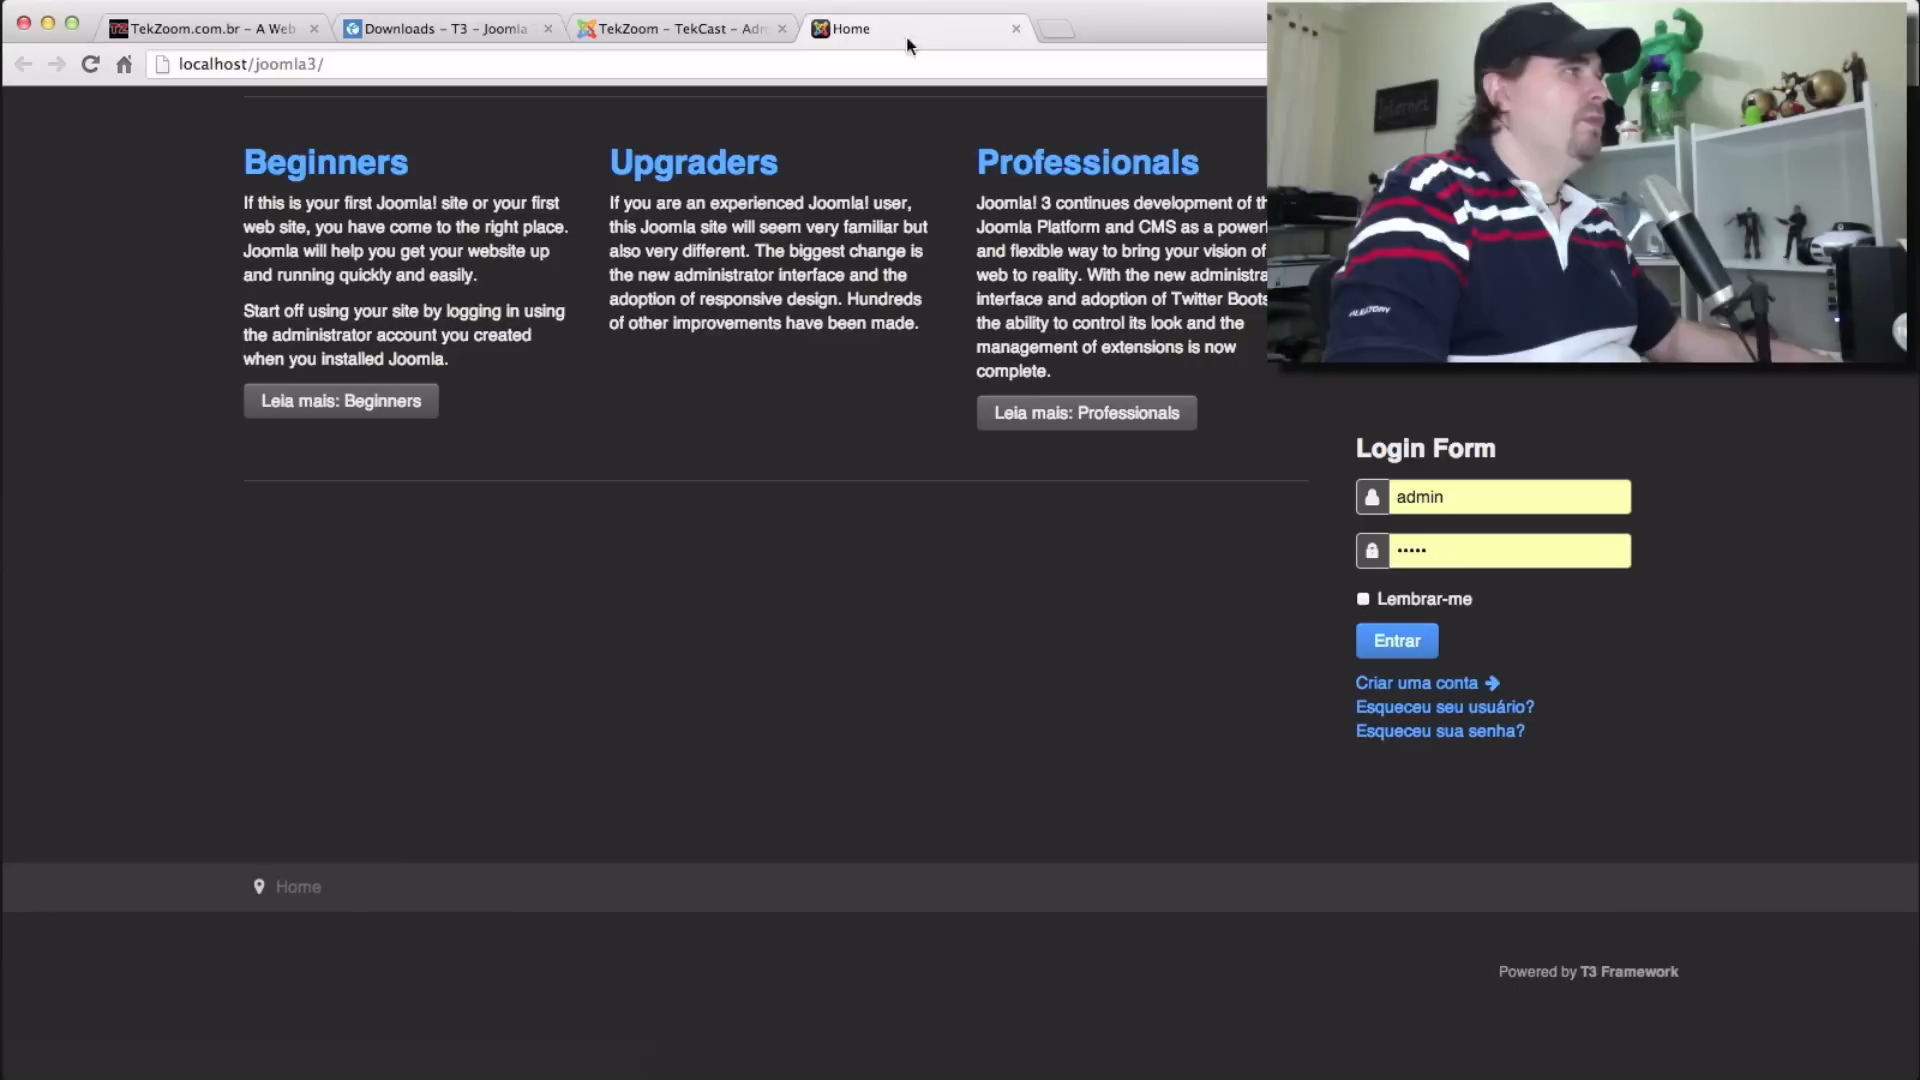 TekZoom.com.br - A Web
Downloads - T3 - Joomla
TekZoom - TekCast - Adm
Home
localhost/joomla3/
Beginners
If this is your first Joomla! site or your first
web site, you have come to the right place.
Joomla will help you get your website up
and running quickly and easily.
Start off using your site by logging in using
the administrator account you created
when you installed Joomla.
Leia mais: Beginners
Upgraders
If you are an experienced Joomla! user,
this Joomla site will seem very familiar but
also very different. The biggest change is
the new administrator interface and the
adoption of responsive design. Hundreds
of other improvements have been made.
Professionals
Joomla! 3 continues development of th
Joomla Platform and CMS as a powerf
and flexible way to bring your vision of
web to reality. With the new administra
interface and adoption of Twitter Boots
the ability to control its look and the
management of extensions is now
complete.
Leia mais: Professionals
Internet
Login Form
admin
•••••
Lembrar-me
Entrar
Criar uma conta
Esqueceu seu usuário?
Esqueceu sua senha?
Home
Powered by T3 Framework